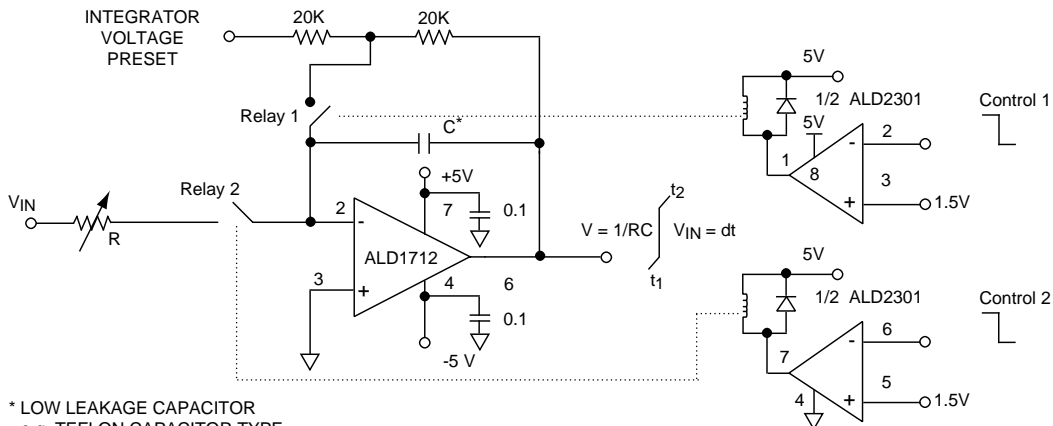 INTEGRATOR
VOLTAGE
PRESET
20K
20K
Relay 1
C*
Relay 2
VIN
R
+5V
2
-
7
0.1
ALD1712
3
+
4
6
0.1
-5 V
V = 1/RC
t2
t1
VIN = dt
5V
1/2 ALD2301
Control 1
5V
-
2
1
8
3
+
1.5V
5V
1/2 ALD2301
Control 2
-
6
7
5
4
+
1.5V
* LOW LEAKAGE CAPACITOR